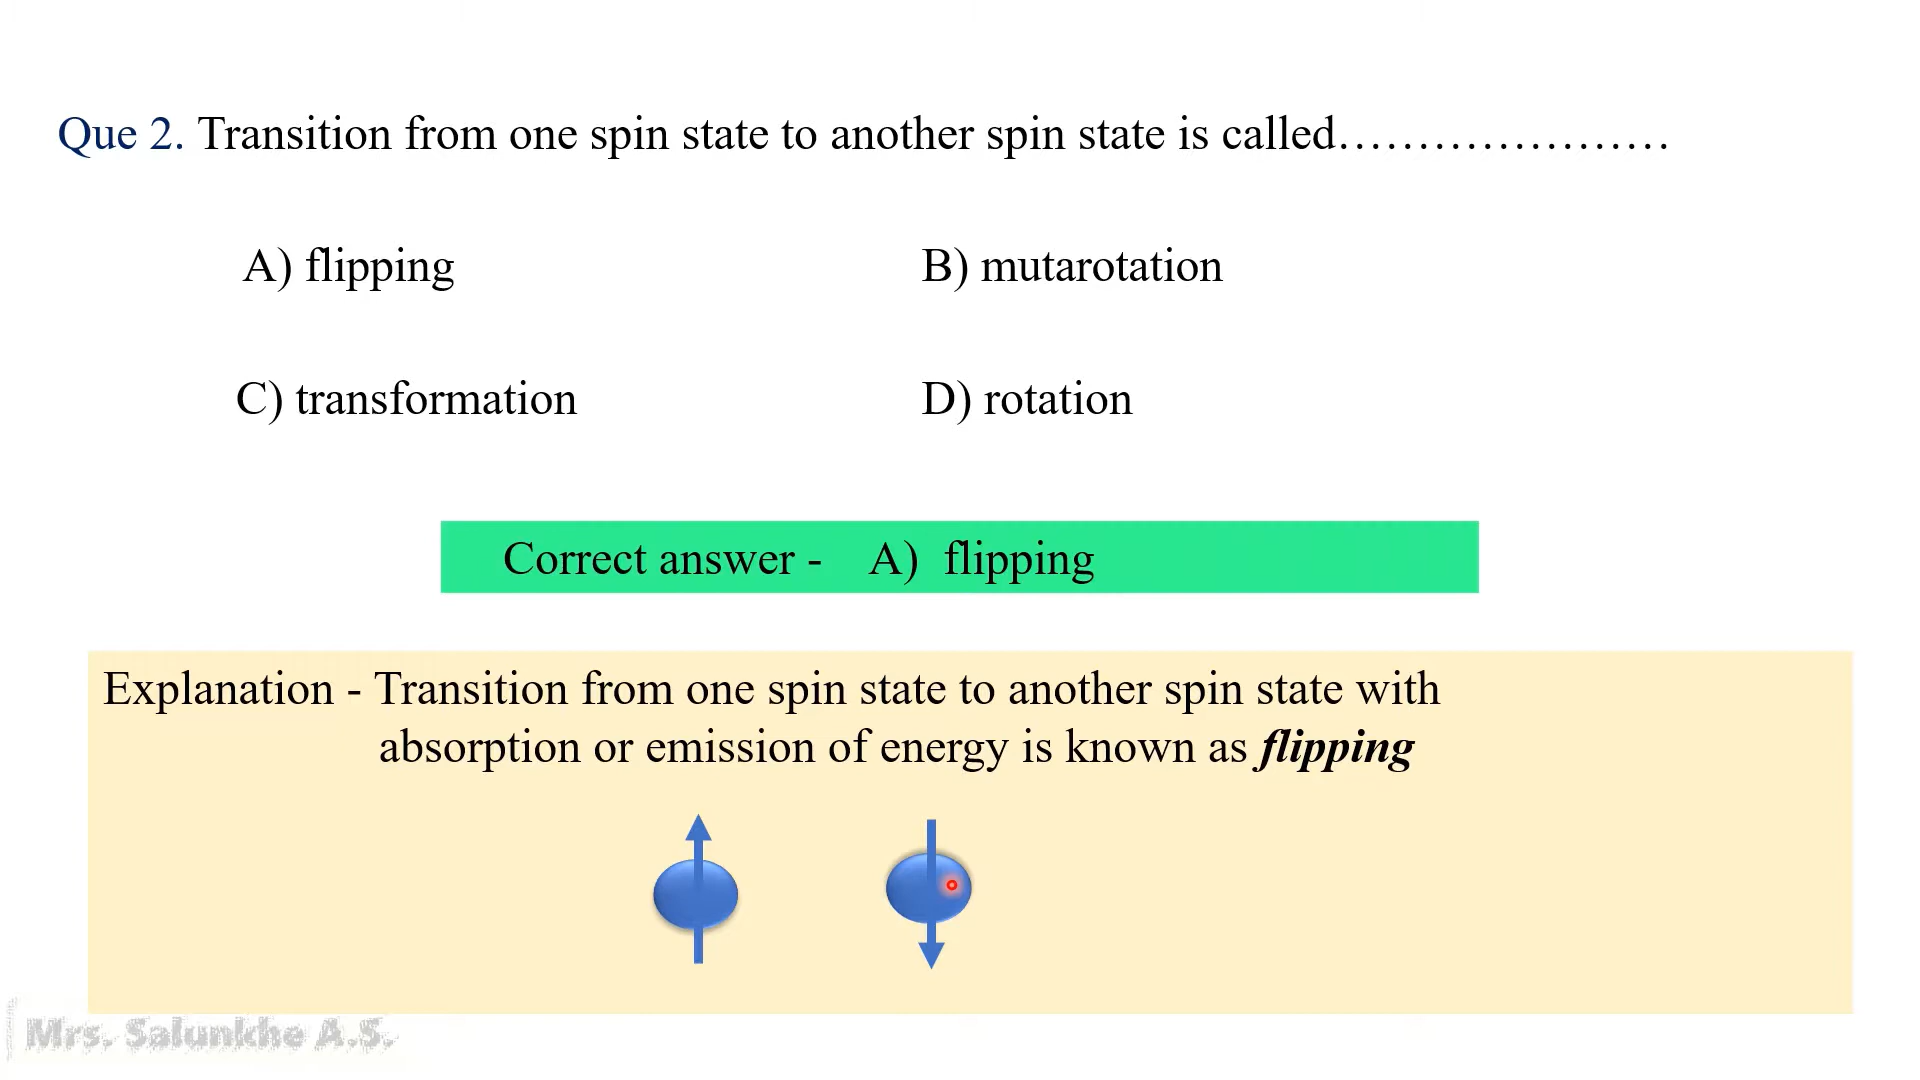 Que 2. Transition from one spin state to another spin state is called…………………
A) flipping
B) mutarotation
C) transformation
D) rotation
Correct answer - A) flipping
Explanation - Transition from one spin state to another spin state with
absorption or emission of energy is known as flipping
Mrs. Salunkhe A.S.